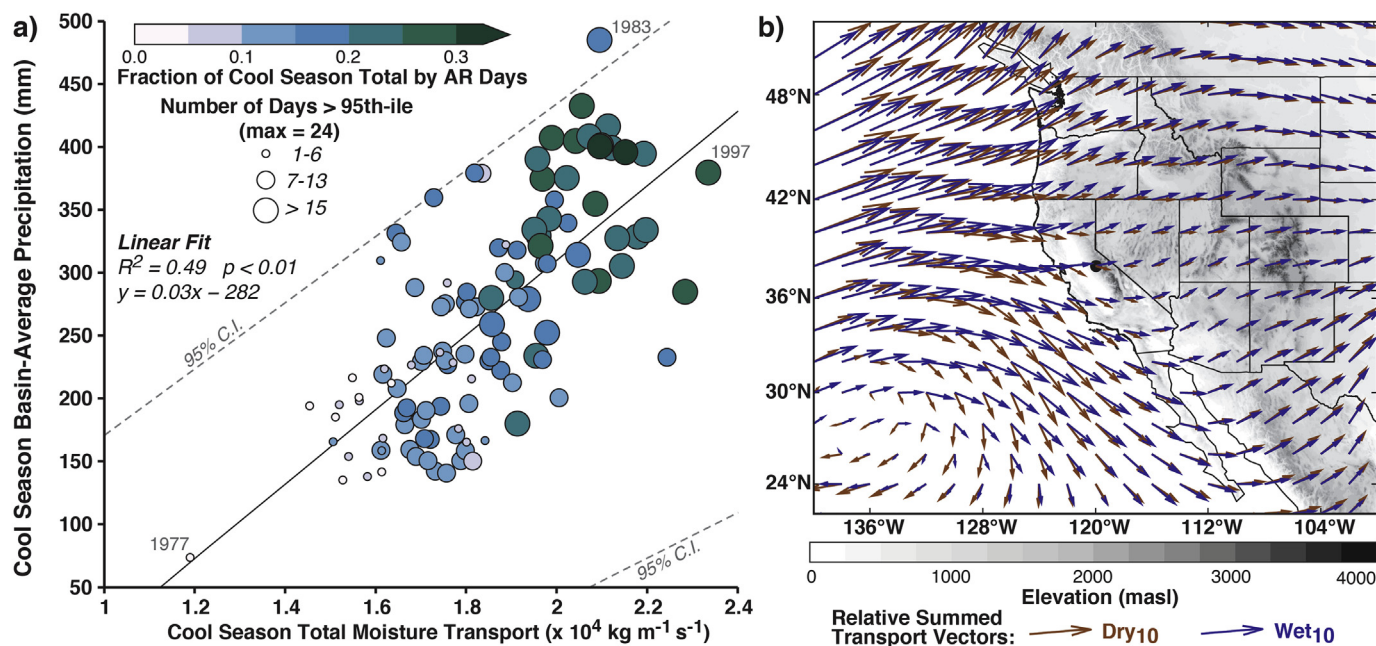 a)
500
450
400
350
300
250
200
150
100
50
Cool Season Basin-Average Precipitation (mm)
0.0 0.1 0.2 0.3
Fraction of Cool Season Total by AR Days
Number of Days > 95th-ile
(max = 24)
1-6
7-13
> 15
Linear Fit
R² = 0.49 p < 0.01
y = 0.03x – 282
95% C.I.
1983
1997
1977
95% C.I.
1 1.2 1.4 1.6 1.8 2 2.2 2.4
Cool Season Total Moisture Transport (x 10⁴ kg m⁻¹ s⁻¹)
b)
48°N
42°N
36°N
30°N
24°N
136°W 128°W 120°W 112°W 104°W
0 1000 2000 3000 4000
Elevation (masl)
Relative Summed
Transport Vectors: Dry₁₀ Wet₁₀